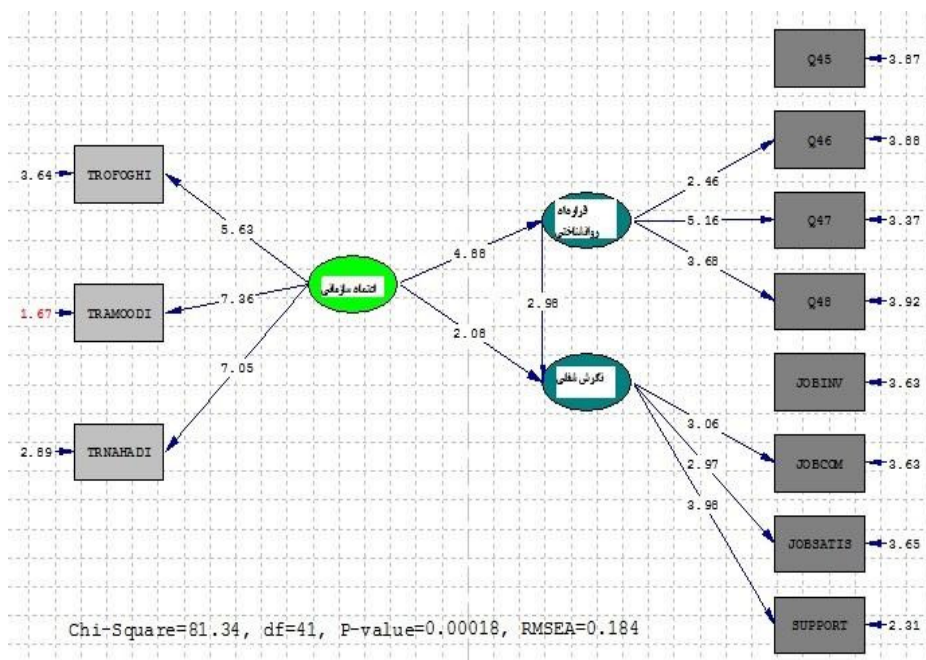 Q45
3.87
Q46
3.88
3.64
TROFOGHI
2.46
قرارداد
روانشناختی
5.16
Q47
3.37
5.63
4.88
3.68
اعتماد سازمانی
7.36
2.98
Q48
3.92
1.67
TRAMOODI
2.08
7.05
نگرش شغلی
JOBINV
3.63
3.06
2.89
TRNAHADI
2.97
JOBCOM
3.63
3.98
JOBSATIS
3.65
Chi-Square=81.34, df=41, P-value=0.00018, RMSEA=0.184
SUPPORT
2.31